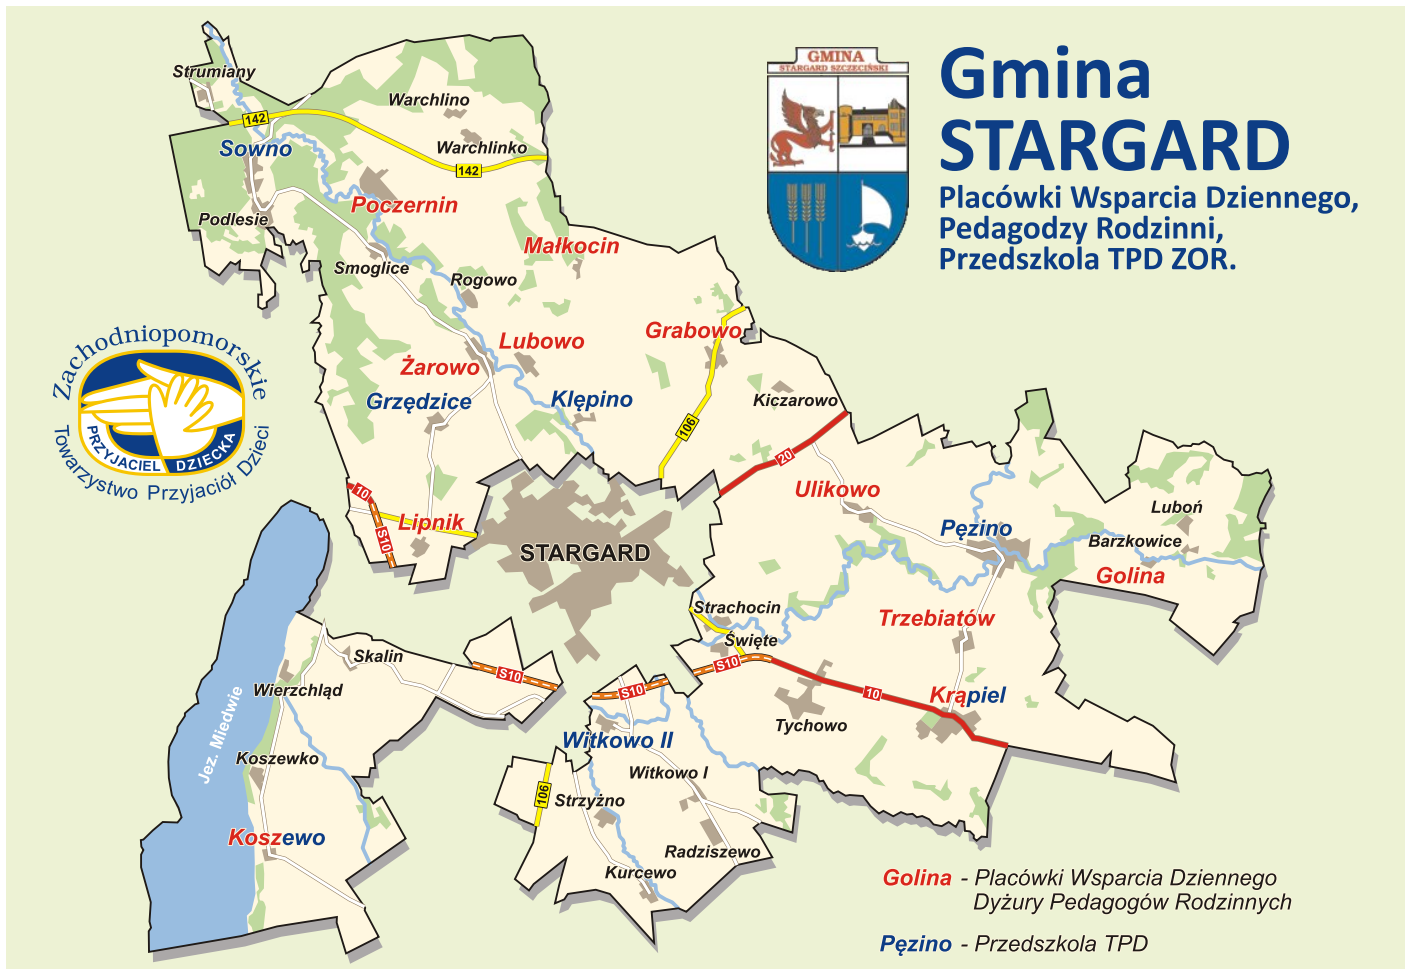 GMINA
STARGARD SZCZECIŃSKI
Gmina
STARGARD
Placówki Wsparcia Dziennego,
Pedagodzy Rodzinni,
Przedszkola TPD ZOR.
Strumiany
Warchlino
142
Sowno
Warchlinko
142
Poczernin
Podlesie
Małkocin
Smoglice
Rogowo
Lubowo
Grabowo
Żarowo
Grzędzice
Klępino
Kiczarowo
106
20
Zachodniopomorskie
PRZYJACIEL DZIECKA
Towarzystwo Przyjaciół Dzieci
10
S10
Lipnik
STARGARD
Ulikowo
Pęzino
Luboń
Barzkowice
Golina
Strachocin
Święte
Trzebiatów
Skalin
S10
S10
S10
10
Wierzchląd
Krąpiel
Tychowo
Jez. Miedwie
Witkowo II
Koszewko
Witkowo I
106
Strzyżno
Koszewo
Radziszewo
Kurcewo
Golina - Placówki Wsparcia Dziennego
Dyżury Pedagogów Rodzinnych
Pęzino - Przedszkola TPD